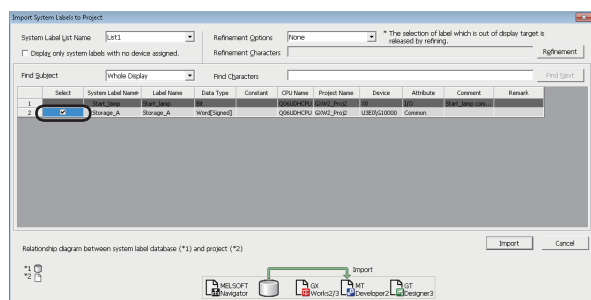 Import System Labels to Project
System Label List Name List1 Refinement Options None * The selection of label which is out of display target is released by refining.
Display only system labels with no device assigned. Refinement Characters Refinement
Find Subject Whole Display Find Characters Find Next
Select System Label Name Label Name Data Type Constant CPU Name Project Name Device Attribute Comment Remark
1 Start_lamp Start_lamp Bit Q06UDHCPU GXW2_Proj2 X0 I/O Start_lamp com...
2 Storage_A Storage_A Word[Signed] Q06UDHCPU GXW2_Proj2 U3E0\G10000 Common
Import Cancel
Relationship diagram between system label database (*1) and project (*2)
*1
*2
Import
MELSOFT Navigator GX Works2/3 MT Developer2 GT Designer3